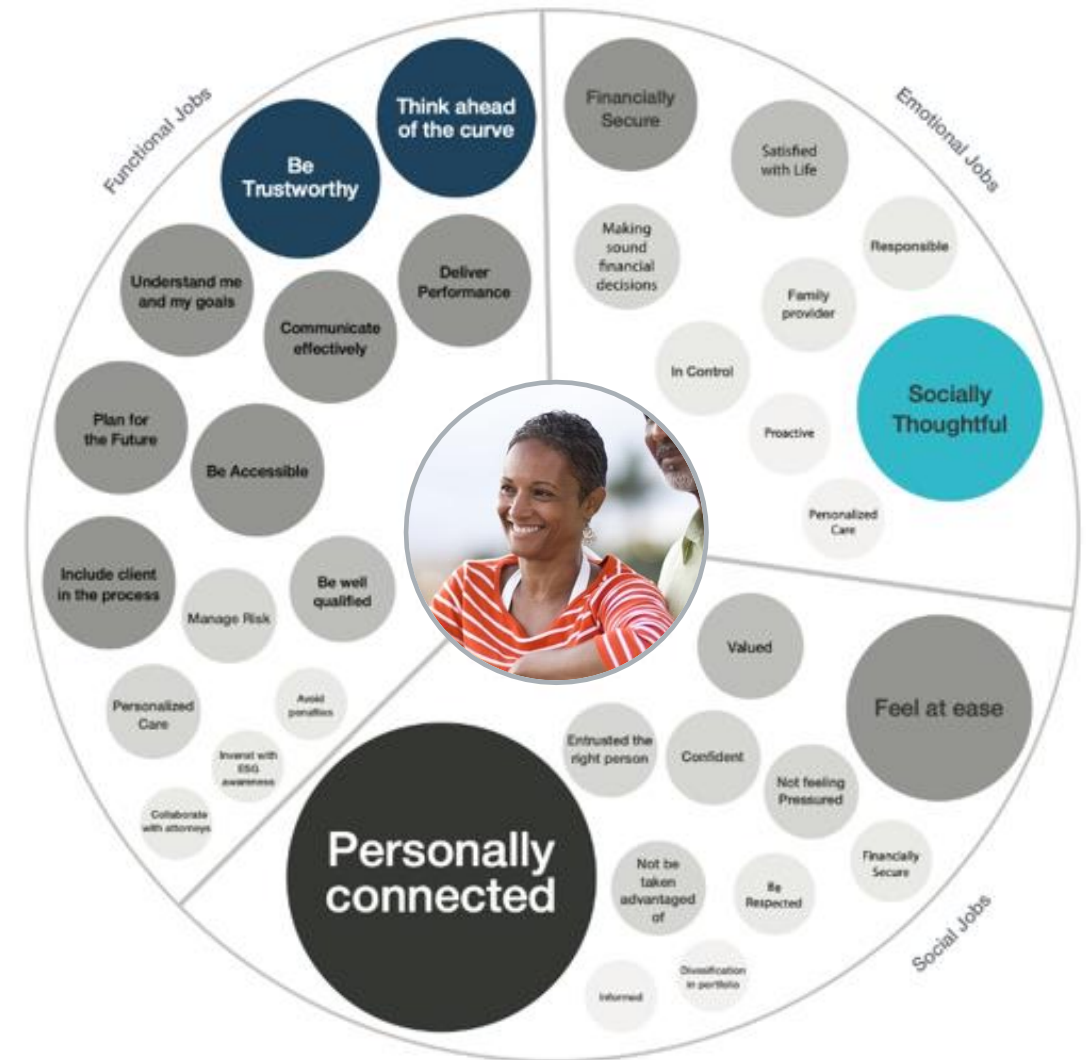 Functional Jobs
Think ahead
of the curve
Be
Trustworthy
Understand me
and my goals
Communicate
effectively
Deliver
Performance
Plan for
the Future
Be Accessible
Include client
in the process
Manage Risk
Be well
qualified
Personalized
Care
Avoid
penalties
Invenst with
ESG
awareness
Collaborate
with attorneys
Emotional Jobs
Financially
Secure
Satisfied
with Life
Making
sound
financial
decisions
Responsible
Family
provider
In Control
Socially
Thoughtful
Proactive
Personalized
Care
Social Jobs
Valued
Feel at ease
Entrusted the
right person
Confident
Not feeling
Pressured
Personally
connected
Not be
taken
advantaged
of
Be
Respected
Financially
Secure
Informed
Divesification
in portfolio